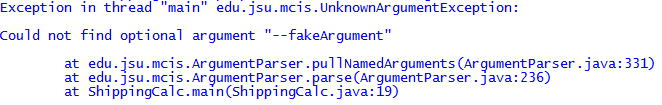 Exception in thread "main" edu.jsu.mcis.UnknownArgumentException:
Could not find optional argument "--fakeArgument"
at edu.jsu.mcis.ArgumentParser.pullNamedArguments(ArgumentParser.java:331)
at edu.jsu.mcis.ArgumentParser.parse(ArgumentParser.java:236)
at ShippingCalc.main(ShippingCalc.java:19)